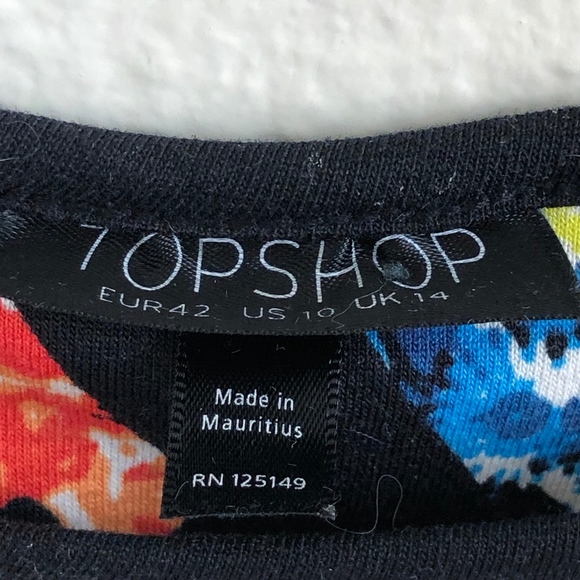 TOPSHOP
EUR 42 US 10 UK 14
Made in
Mauritius
RN 125149